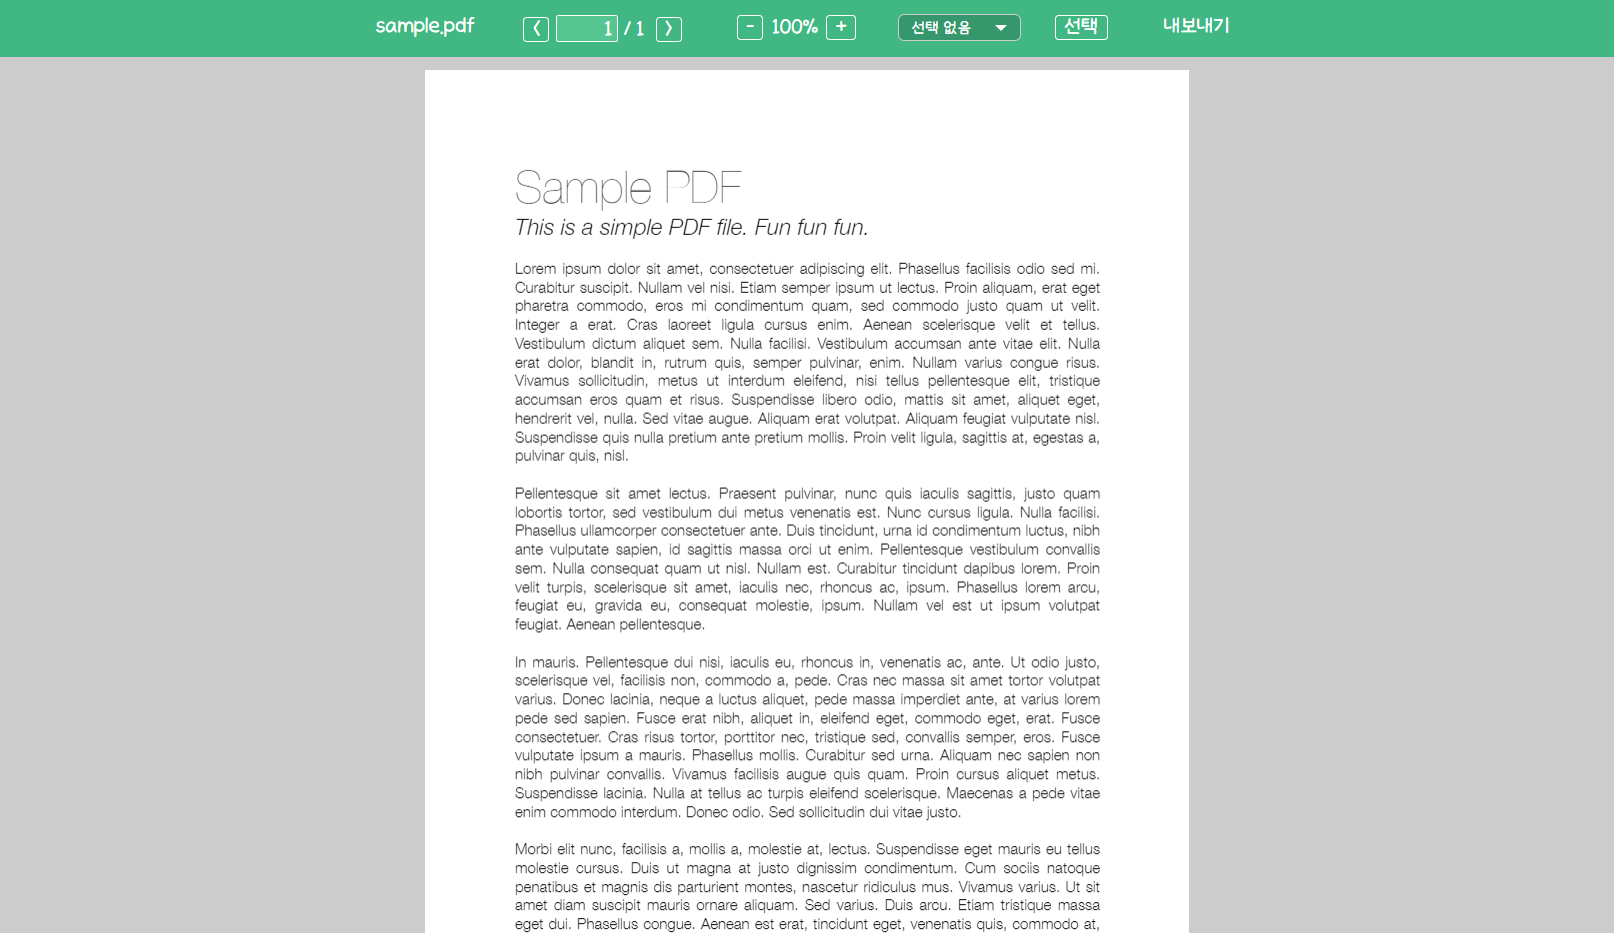 sample.pdf < 1 / 1 > - 100% + 선택 없음 선택 내보내기
Sample PDF
This is a simple PDF file. Fun fun fun.
Lorem ipsum dolor sit amet, consectetuer adipiscing elit. Phasellus facilisis odio sed mi.
Curabitur suscipit. Nullam vel nisi. Etiam semper ipsum ut lectus. Proin aliquam, erat eget
pharetra commodo, eros mi condimentum quam, sed commodo justo quam ut velit.
Integer a erat. Cras laoreet ligula cursus enim. Aenean scelerisque velit et tellus.
Vestibulum dictum aliquet sem. Nulla facilisi. Vestibulum accumsan ante vitae elit. Nulla
erat dolor, blandit in, rutrum quis, semper pulvinar, enim. Nullam varius congue risus.
Vivamus sollicitudin, metus ut interdum eleifend, nisi tellus pellentesque elit, tristique
accumsan eros quam et risus. Suspendisse libero odio, mattis sit amet, aliquet eget,
hendrerit vel, nulla. Sed vitae augue. Aliquam erat volutpat. Aliquam feugiat vulputate nisl.
Suspendisse quis nulla pretium ante pretium mollis. Proin velit ligula, sagittis at, egestas a,
pulvinar quis, nisl.
Pellentesque sit amet lectus. Praesent pulvinar, nunc quis iaculis sagittis, justo quam
lobortis tortor, sed vestibulum dui metus venenatis est. Nunc cursus ligula. Nulla facilisi.
Phasellus ullamcorper consectetuer ante. Duis tincidunt, urna id condimentum luctus, nibh
ante vulputate sapien, id sagittis massa orci ut enim. Pellentesque vestibulum convallis
sem. Nulla consequat quam ut nisl. Nullam est. Curabitur tincidunt dapibus lorem. Proin
velit turpis, scelerisque sit amet, iaculis nec, rhoncus ac, ipsum. Phasellus lorem arcu,
feugiat eu, gravida eu, consequat molestie, ipsum. Nullam vel est ut ipsum volutpat
feugiat. Aenean pellentesque.
In mauris. Pellentesque dui nisi, iaculis eu, rhoncus in, venenatis ac, ante. Ut odio justo,
scelerisque vel, facilisis non, commodo a, pede. Cras nec massa sit amet tortor volutpat
varius. Donec lacinia, neque a luctus aliquet, pede massa imperdiet ante, at varius lorem
pede sed sapien. Fusce erat nibh, aliquet in, eleifend eget, commodo eget, erat. Fusce
consectetuer. Cras risus tortor, porttitor nec, tristique sed, convallis semper, eros. Fusce
vulputate ipsum a mauris. Phasellus mollis. Curabitur sed urna. Aliquam nec sapien non
nibh pulvinar convallis. Vivamus facilisis augue quis quam. Proin cursus aliquet metus.
Suspendisse lacinia. Nulla at tellus ac turpis eleifend scelerisque. Maecenas a pede vitae
enim commodo interdum. Donec odio. Sed sollicitudin dui vitae justo.
Morbi elit nunc, facilisis a, mollis a, molestie at, lectus. Suspendisse eget mauris eu tellus
molestie cursus. Duis ut magna at justo dignissim condimentum. Cum sociis natoque
penatibus et magnis dis parturient montes, nascetur ridiculus mus. Vivamus varius. Ut sit
amet diam suscipit mauris ornare aliquam. Sed varius. Duis arcu. Etiam tristique massa
eget dui. Phasellus congue. Aenean est erat, tincidunt eget, venenatis quis, commodo at,